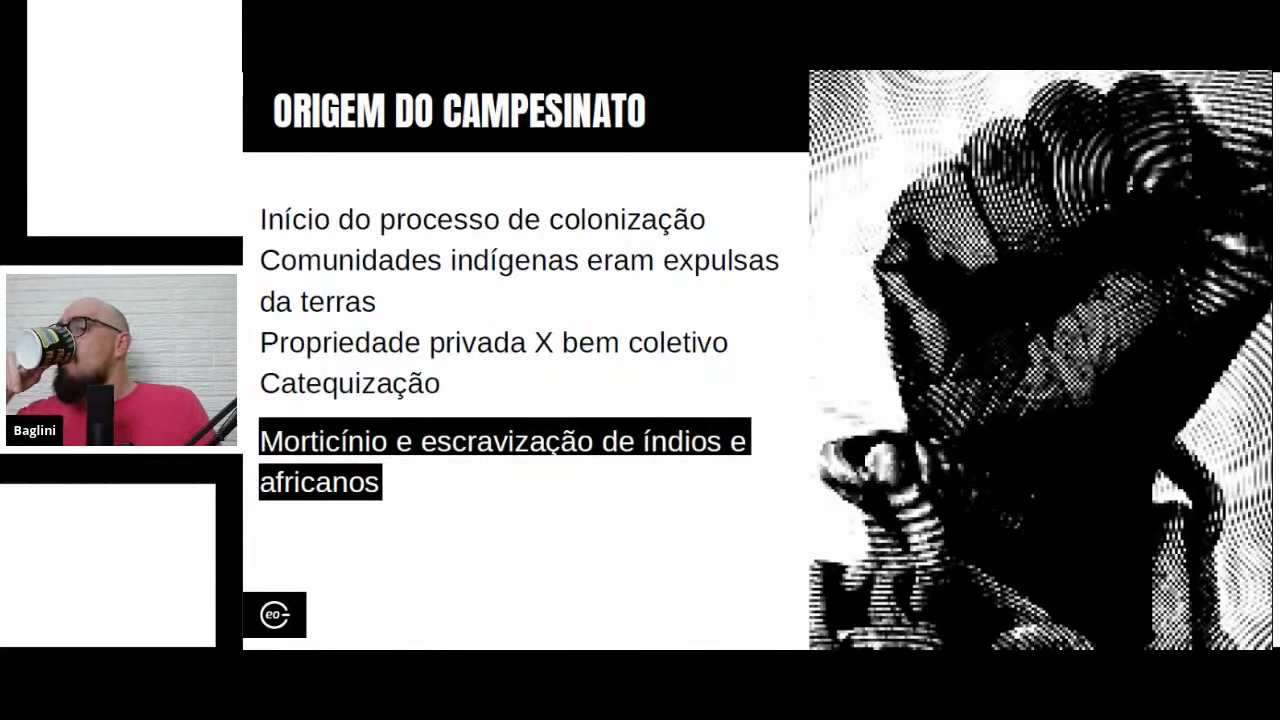 ORIGEM DO CAMPESINATO
Início do processo de colonização
Comunidades indígenas eram expulsas
da terras
Propriedade privada X bem coletivo
Catequização
Morticínio e escravização de índios e
africanos
Baglini
eo